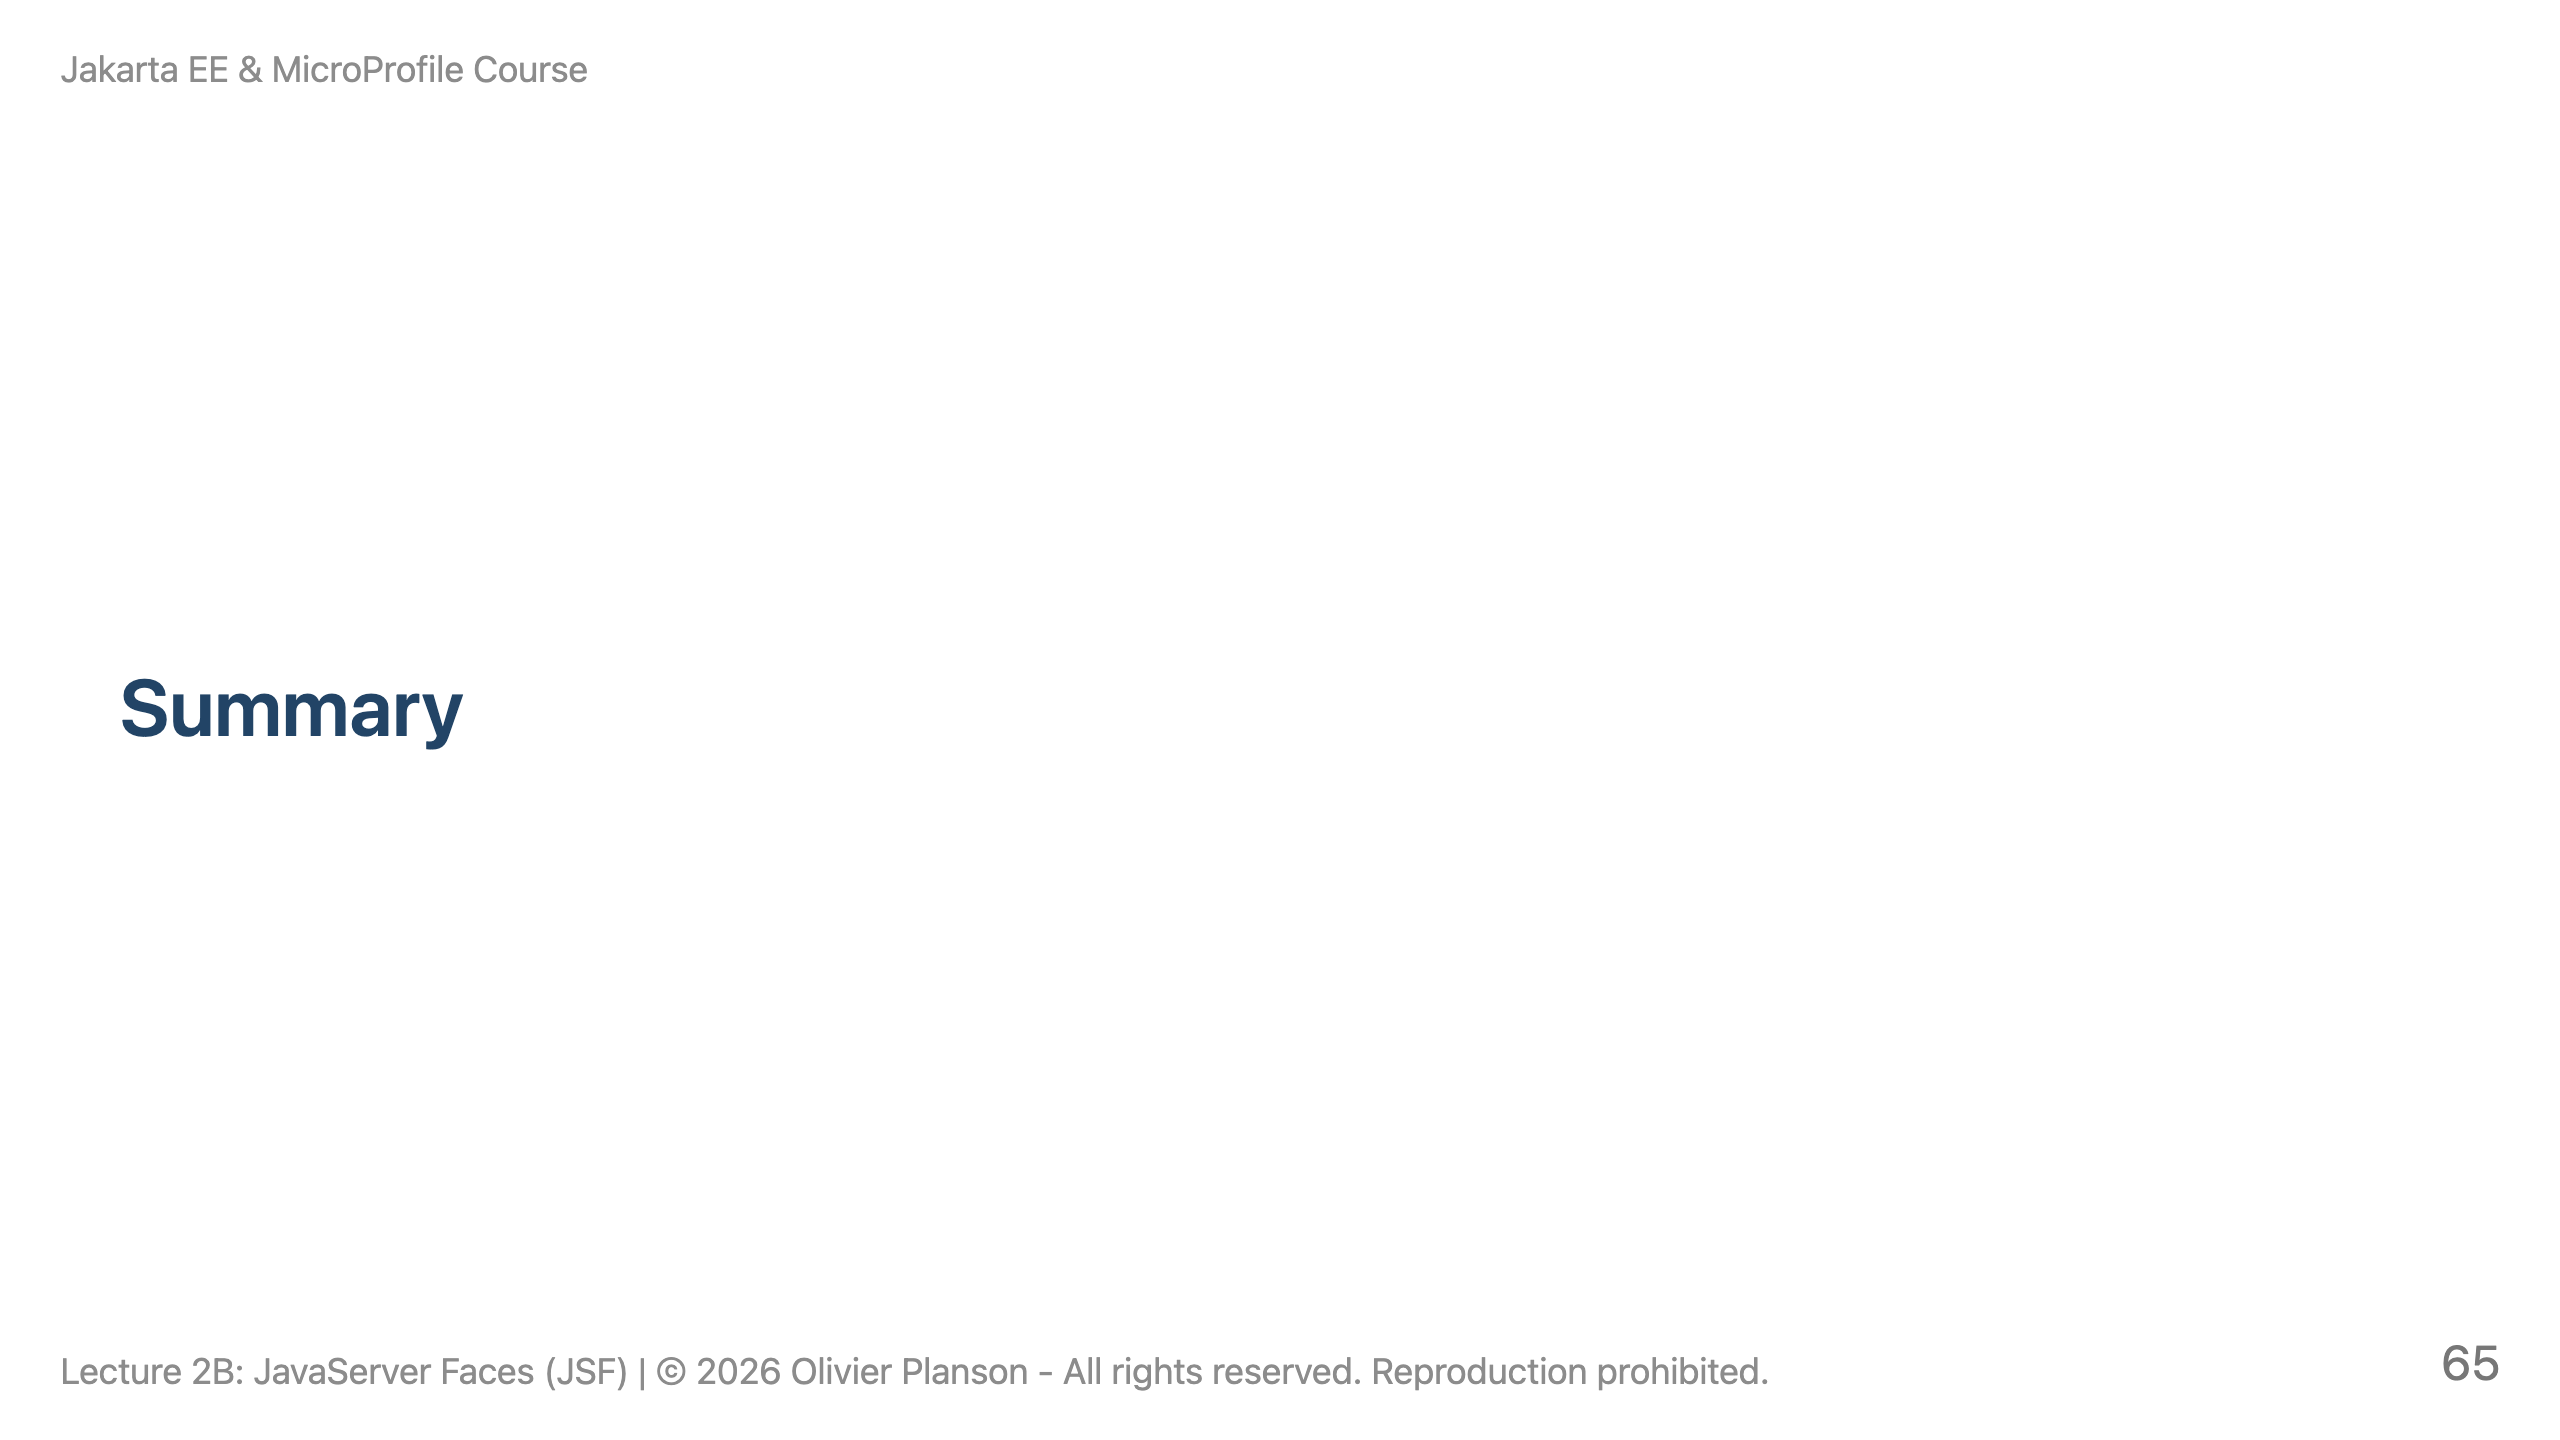 Jakarta EE & MicroProfile Course
Summary
Lecture 2B: JavaServer Faces (JSF) | © 2026 Olivier Planson - All rights reserved. Reproduction prohibited.
65